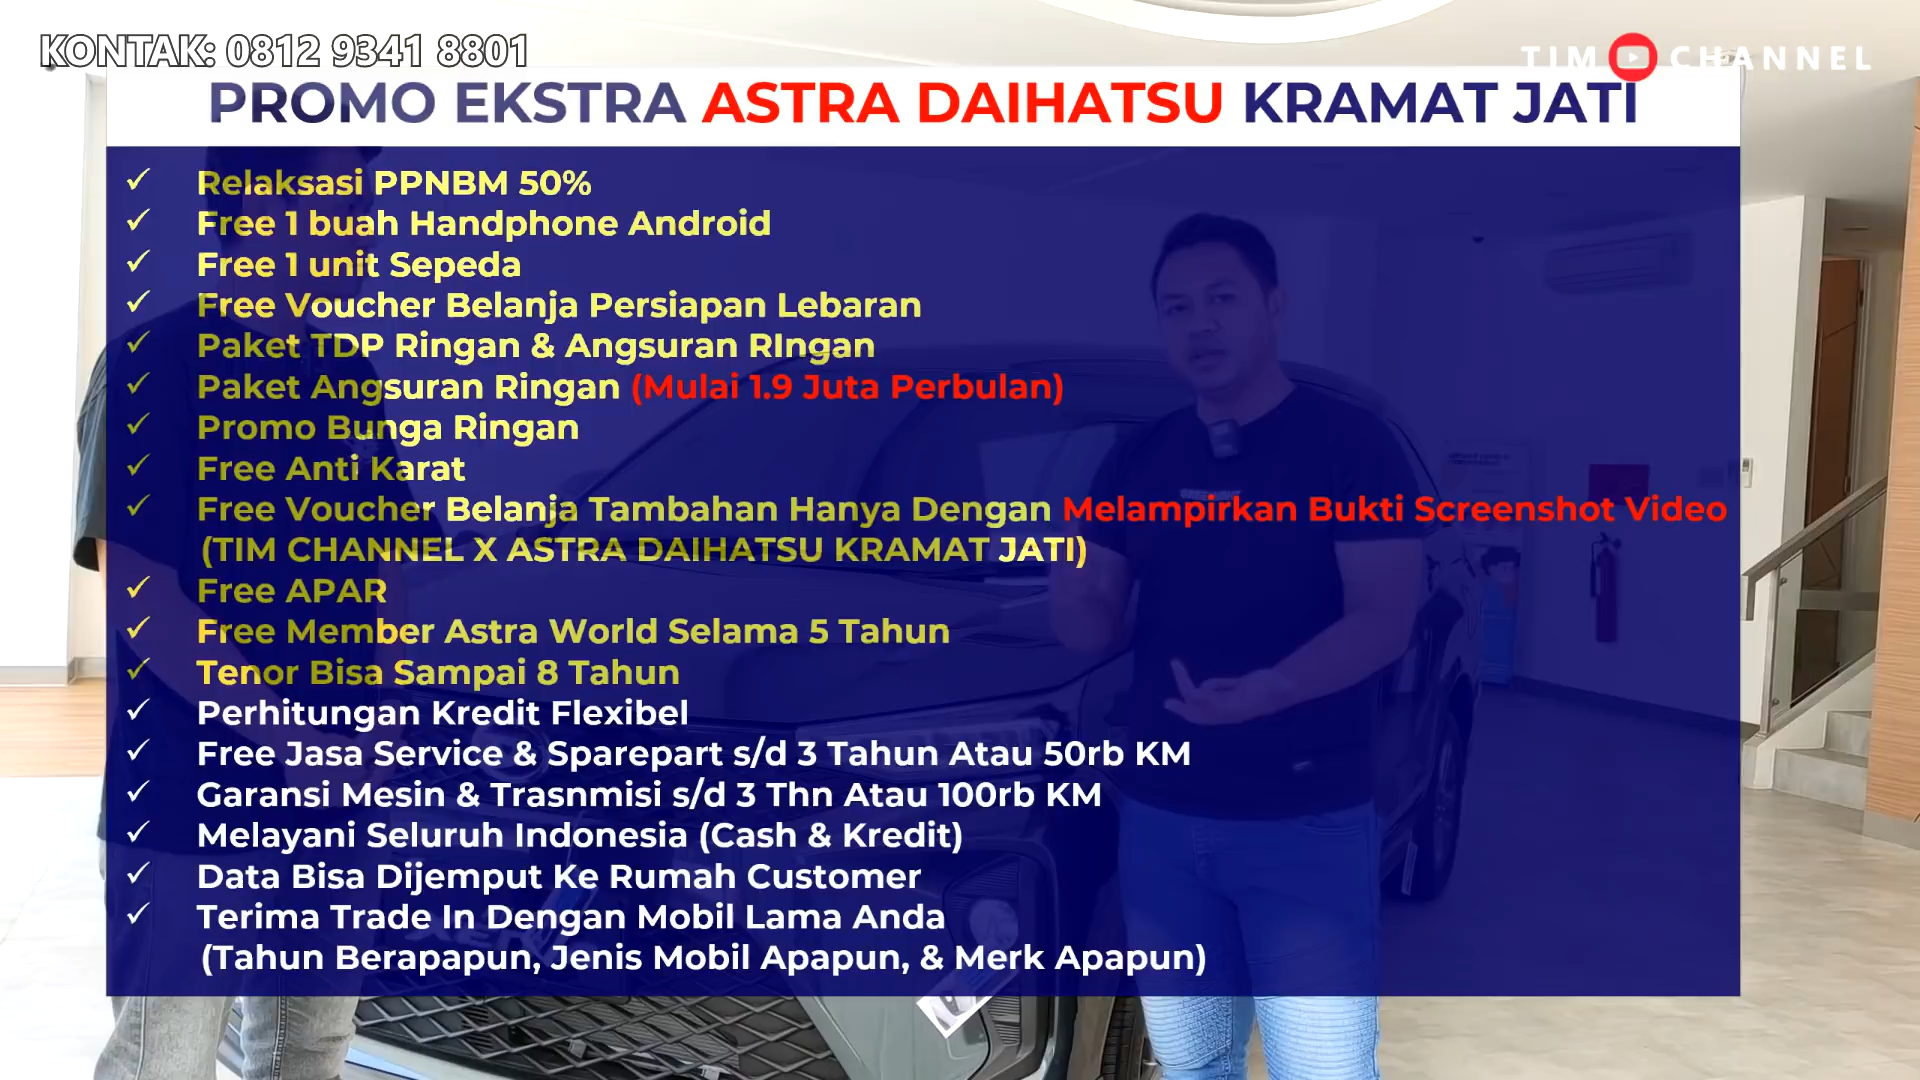 KONTAK: 0812 9341 8801
TIM CHANNEL
PROMO EKSTRA ASTRA DAIHATSU KRAMAT JATI
✓ Relaksasi PPNBM 50%
✓ Free 1 buah Handphone Android
✓ Free 1 unit Sepeda
✓ Free Voucher Belanja Persiapan Lebaran
✓ Paket TDP Ringan & Angsuran RIngan
✓ Paket Angsuran Ringan (Mulai 1.9 Juta Perbulan)
✓ Promo Bunga Ringan
✓ Free Anti Karat
✓ Free Voucher Belanja Tambahan Hanya Dengan Melampirkan Bukti Screenshot Video
(TIM CHANNEL X ASTRA DAIHATSU KRAMAT JATI)
✓ Free APAR
✓ Free Member Astra World Selama 5 Tahun
✓ Tenor Bisa Sampai 8 Tahun
✓ Perhitungan Kredit Flexibel
✓ Free Jasa Service & Sparepart s/d 3 Tahun Atau 50rb KM
✓ Garansi Mesin & Trasnmisi s/d 3 Thn Atau 100rb KM
✓ Melayani Seluruh Indonesia (Cash & Kredit)
✓ Data Bisa Dijemput Ke Rumah Customer
✓ Terima Trade In Dengan Mobil Lama Anda
(Tahun Berapapun, Jenis Mobil Apapun, & Merk Apapun)